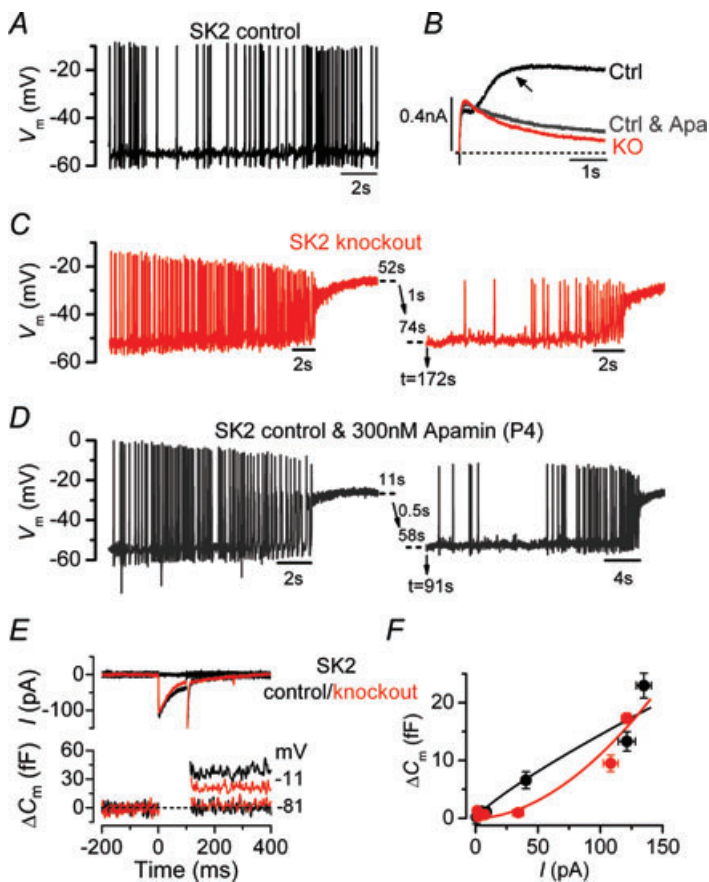 A
SK2 control
V_m (mV)
-20
-40
-60
2s
B
Ctrl
0.4nA
Ctrl & Apa
KO
1s
C
SK2 knockout
V_m (mV)
-20
-40
-60
2s
52s
1s
74s
t=172s
2s
D
SK2 control & 300nM Apamin (P4)
V_m (mV)
0
-20
-40
-60
2s
11s
0.5s
58s
t=91s
4s
E
SK2
control/knockout
I (pA)
0
-100
ΔC_m (fF)
60
30
0
mV
-11
-81
-200 0 200 400
Time (ms)
F
ΔC_m (fF)
20
10
0
0 50 100 150
I (pA)